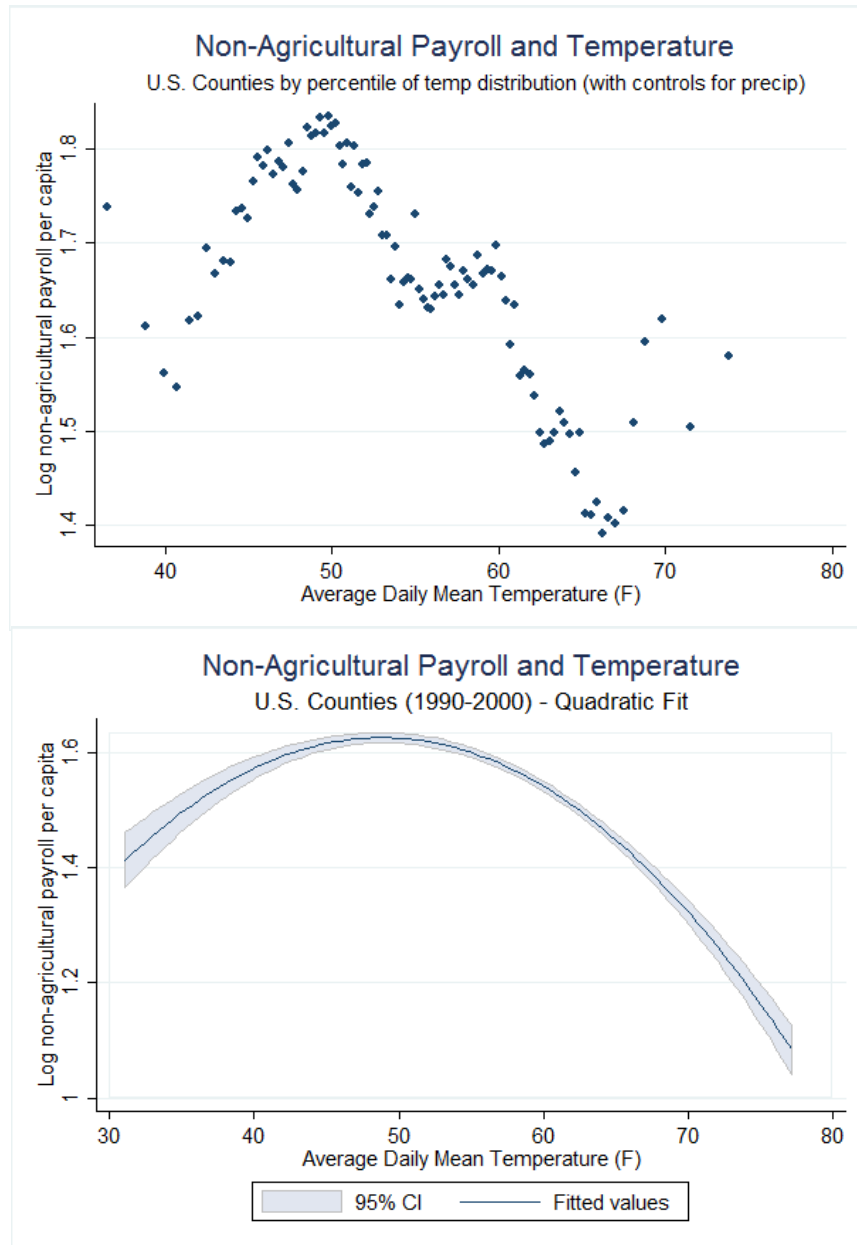 Non-Agricultural Payroll and Temperature
U.S. Counties by percentile of temp distribution (with controls for precip)
Log non-agricultural payroll per capita
1.8
1.7
1.6
1.5
1.4
40 50 60 70 80
Average Daily Mean Temperature (F)
Non-Agricultural Payroll and Temperature
U.S. Counties (1990-2000) - Quadratic Fit
Log non-agricultural payroll per capita
1.6
1.4
1.2
1
30 40 50 60 70 80
Average Daily Mean Temperature (F)
95% CI Fitted values